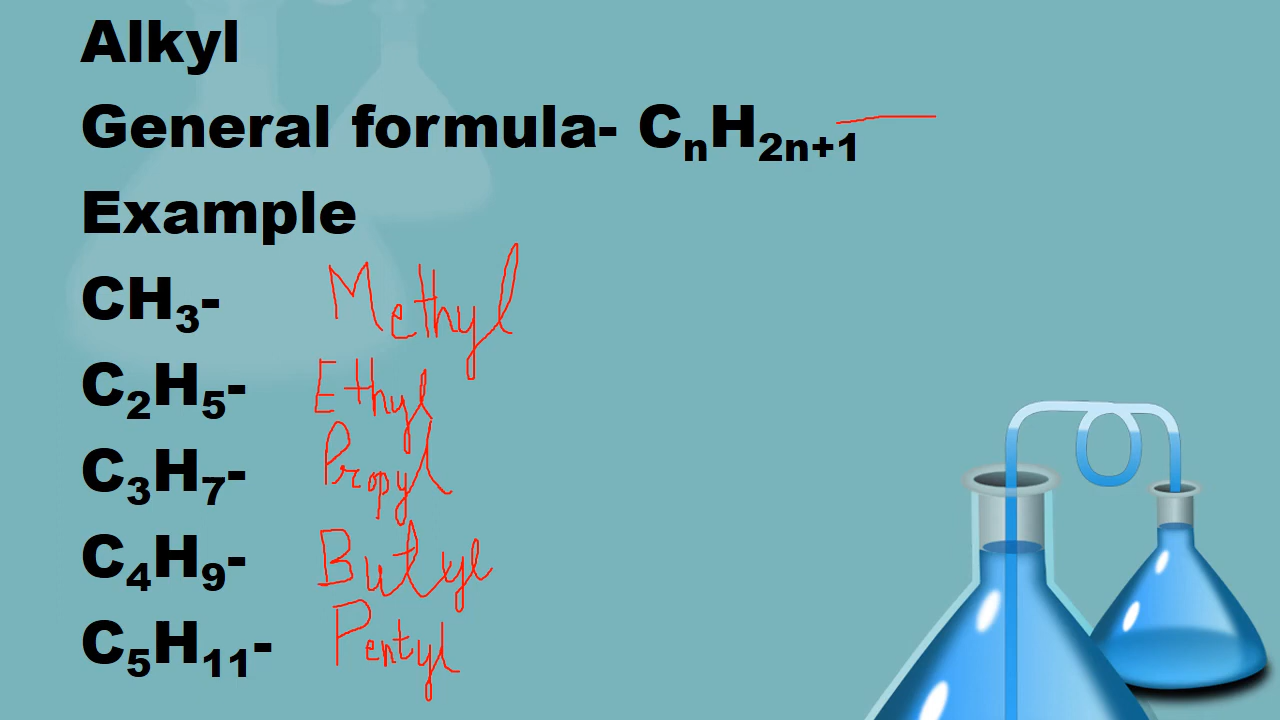 Alkyl
General formula- CnH2n+1
Example
CH3- Methyl
C2H5- Ethyl
C3H7- Propyl
C4H9- Butyl
C5H11- Pentyl